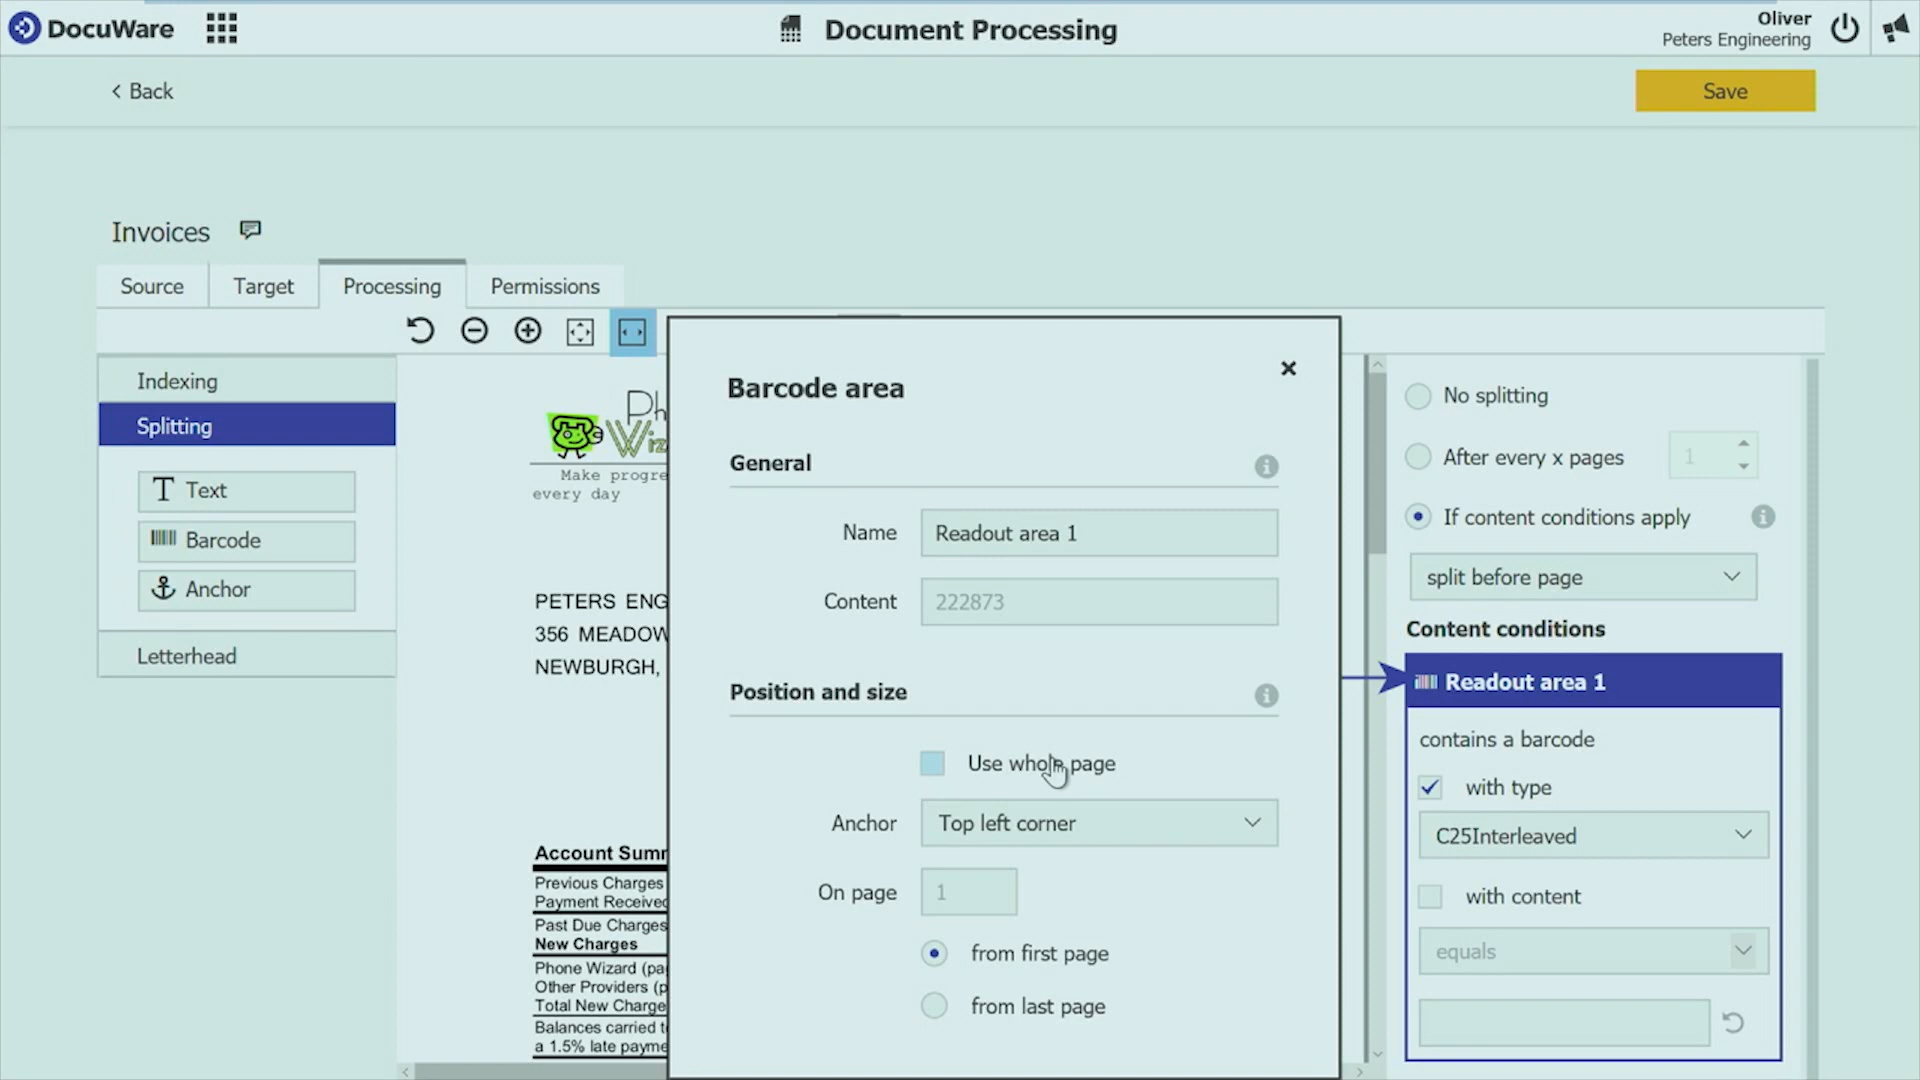 DocuWare
Document Processing
Oliver
Peters Engineering
Back
Save
Invoices
Source
Target
Processing
Permissions
Indexing
Splitting
Text
Barcode
Anchor
Letterhead
Ph
Wiz
Make progre
every day
PETERS ENG
356 MEADOW
NEWBURGH,
Account Summ
Previous Charges
Payment Received
Past Due Charges
New Charges
Phone Wizard (pa
Other Providers (p
Total New Charge
Balances carried t
a 1.5% late payme
Barcode area
General
Name
Readout area 1
Content
222873
Position and size
Use whole page
Anchor
Top left corner
On page
1
from first page
from last page
No splitting
After every x pages
1
If content conditions apply
split before page
Content conditions
Readout area 1
contains a barcode
with type
C25Interleaved
with content
equals